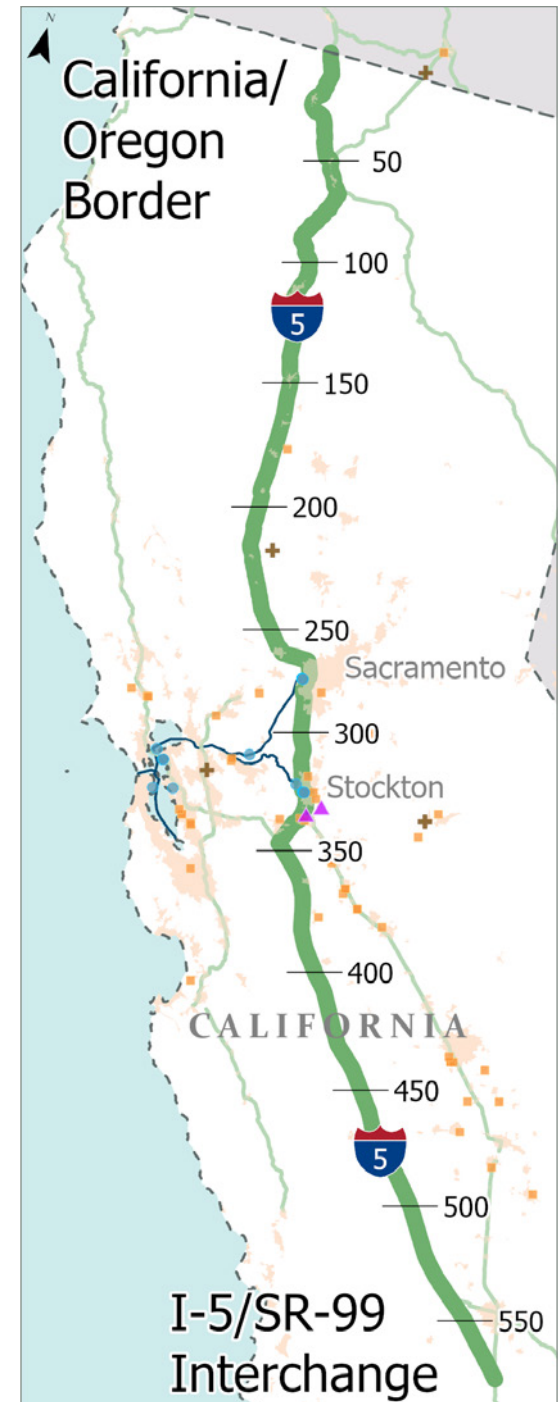 N
California/
Oregon
Border
50
100
5
150
200
250
Sacramento
300
Stockton
350
400
CALIFORNIA
450
5
500
I-5/SR-99
Interchange
550